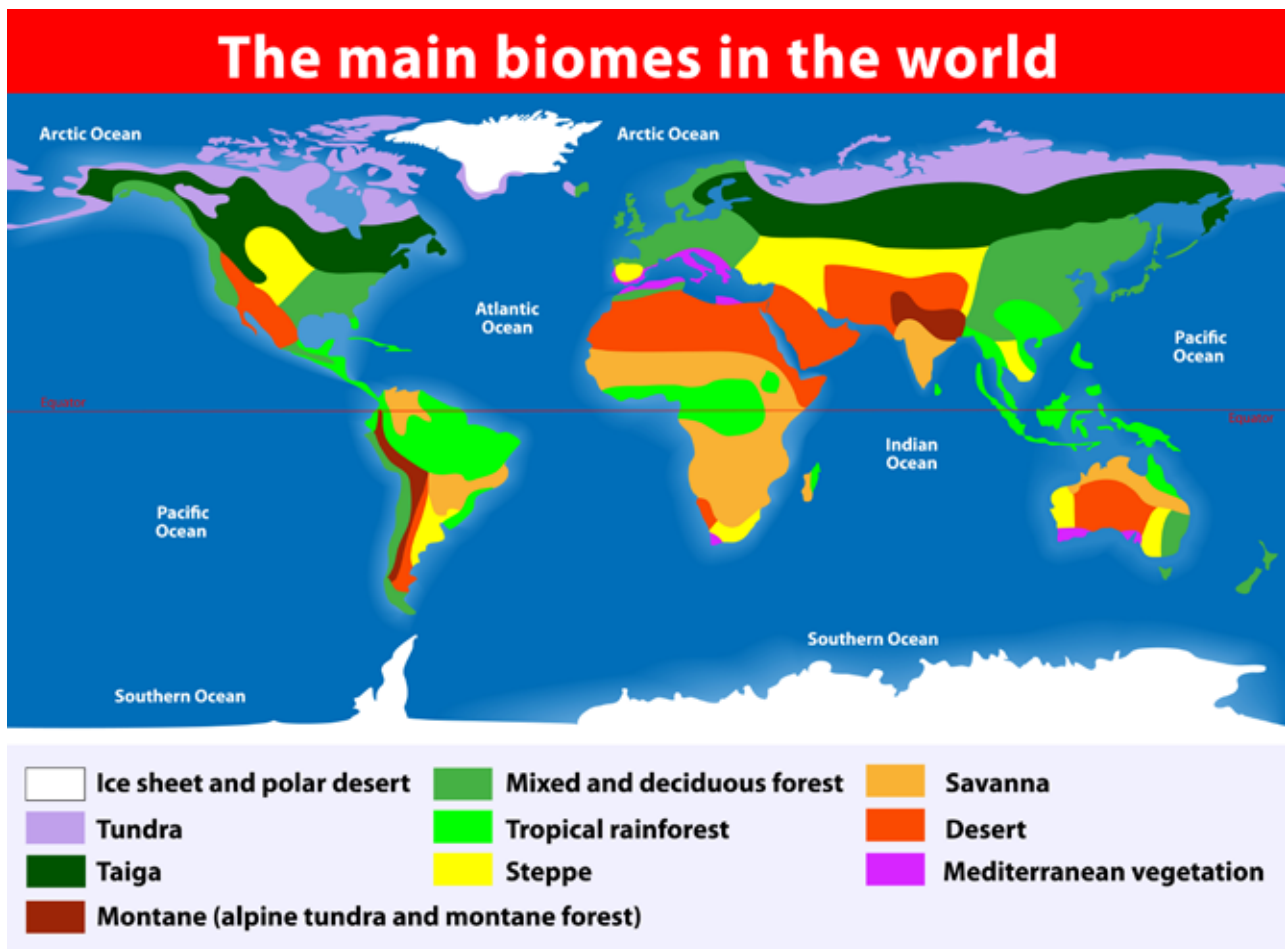 The main biomes in the world
Arctic Ocean
Arctic Ocean
Atlantic
Ocean
Pacific
Ocean
Equator
Equator
Indian
Ocean
Pacific
Ocean
Southern Ocean
Southern Ocean
Ice sheet and polar desert
Mixed and deciduous forest
Savanna
Tundra
Tropical rainforest
Desert
Taiga
Steppe
Mediterranean vegetation
Montane (alpine tundra and montane forest)